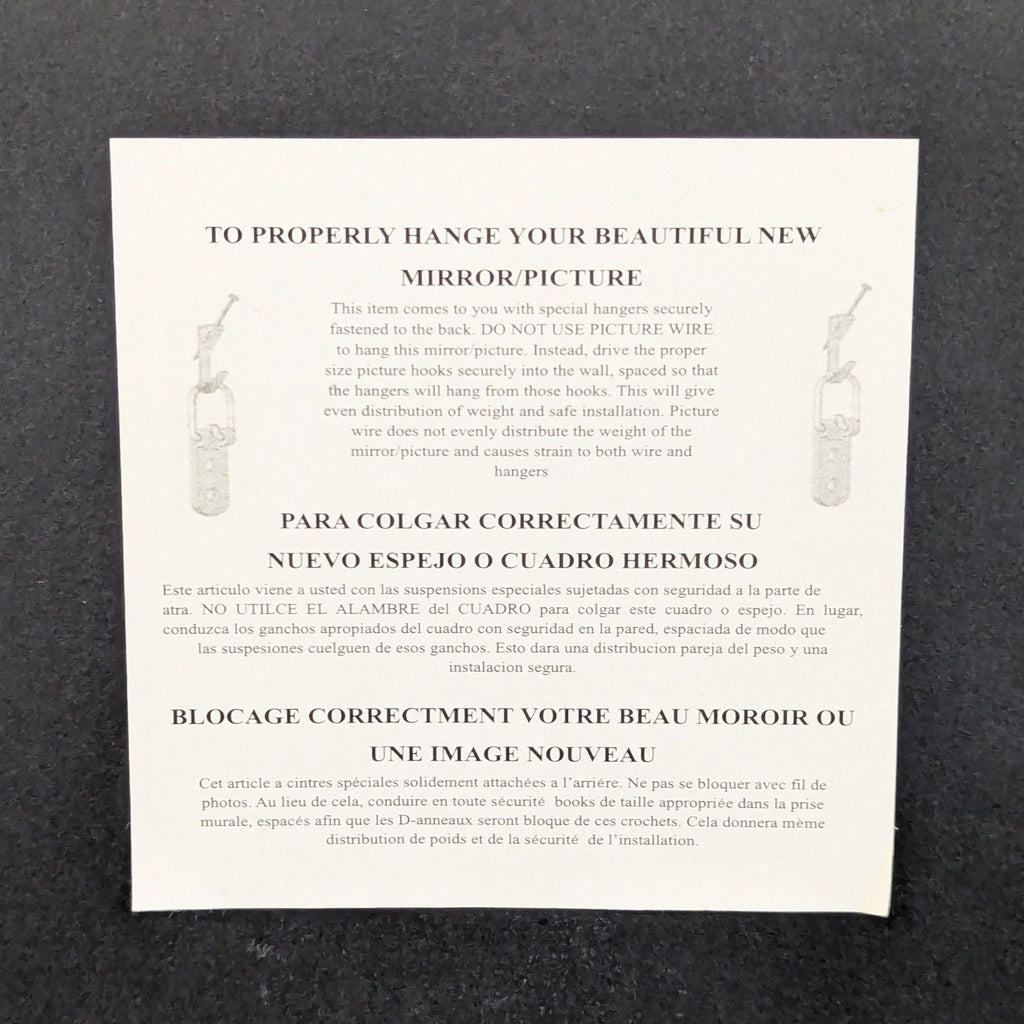 TO PROPERLY HANGE YOUR BEAUTIFUL NEW
MIRROR/PICTURE
This item comes to you with special hangers securely
fastened to the back. DO NOT USE PICTURE WIRE
to hang this mirror/picture. Instead, drive the proper
size picture hooks securely into the wall, spaced so that
the hangers will hang from those hooks. This will give
even distribution of weight and safe installation. Picture
wire does not evenly distribute the weight of the
mirror/picture and causes strain to both wire and
hangers
PARA COLGAR CORRECTAMENTE SU
NUEVO ESPEJO O CUADRO HERMOSO
Este articulo viene a usted con las suspensions especiales sujetadas con seguridad a la parte de
atra. NO UTILCE EL ALAMBRE del CUADRO para colgar este cuadro o espejo. En lugar,
conduzca los ganchos apropiados del cuadro con seguridad en la pared, espaciada de modo que
las suspesiones cuelguen de esos ganchos. Esto dara una distribucion pareja del peso y una
instalacion segura.
BLOCAGE CORRECTMENT VOTRE BEAU MOROIR OU
UNE IMAGE NOUVEAU
Cet article a cintres spéciales solidement attachées a l'arriére. Ne pas se bloquer avec fil de
photos. Au lieu de cela, conduire en toute sécurité books de taille appropriée dans la prise
murale, espacés afin que les D-anneaux seront bloque de ces crochets. Cela donnera mème
distribution de poids et de la sécurité de l'installation.